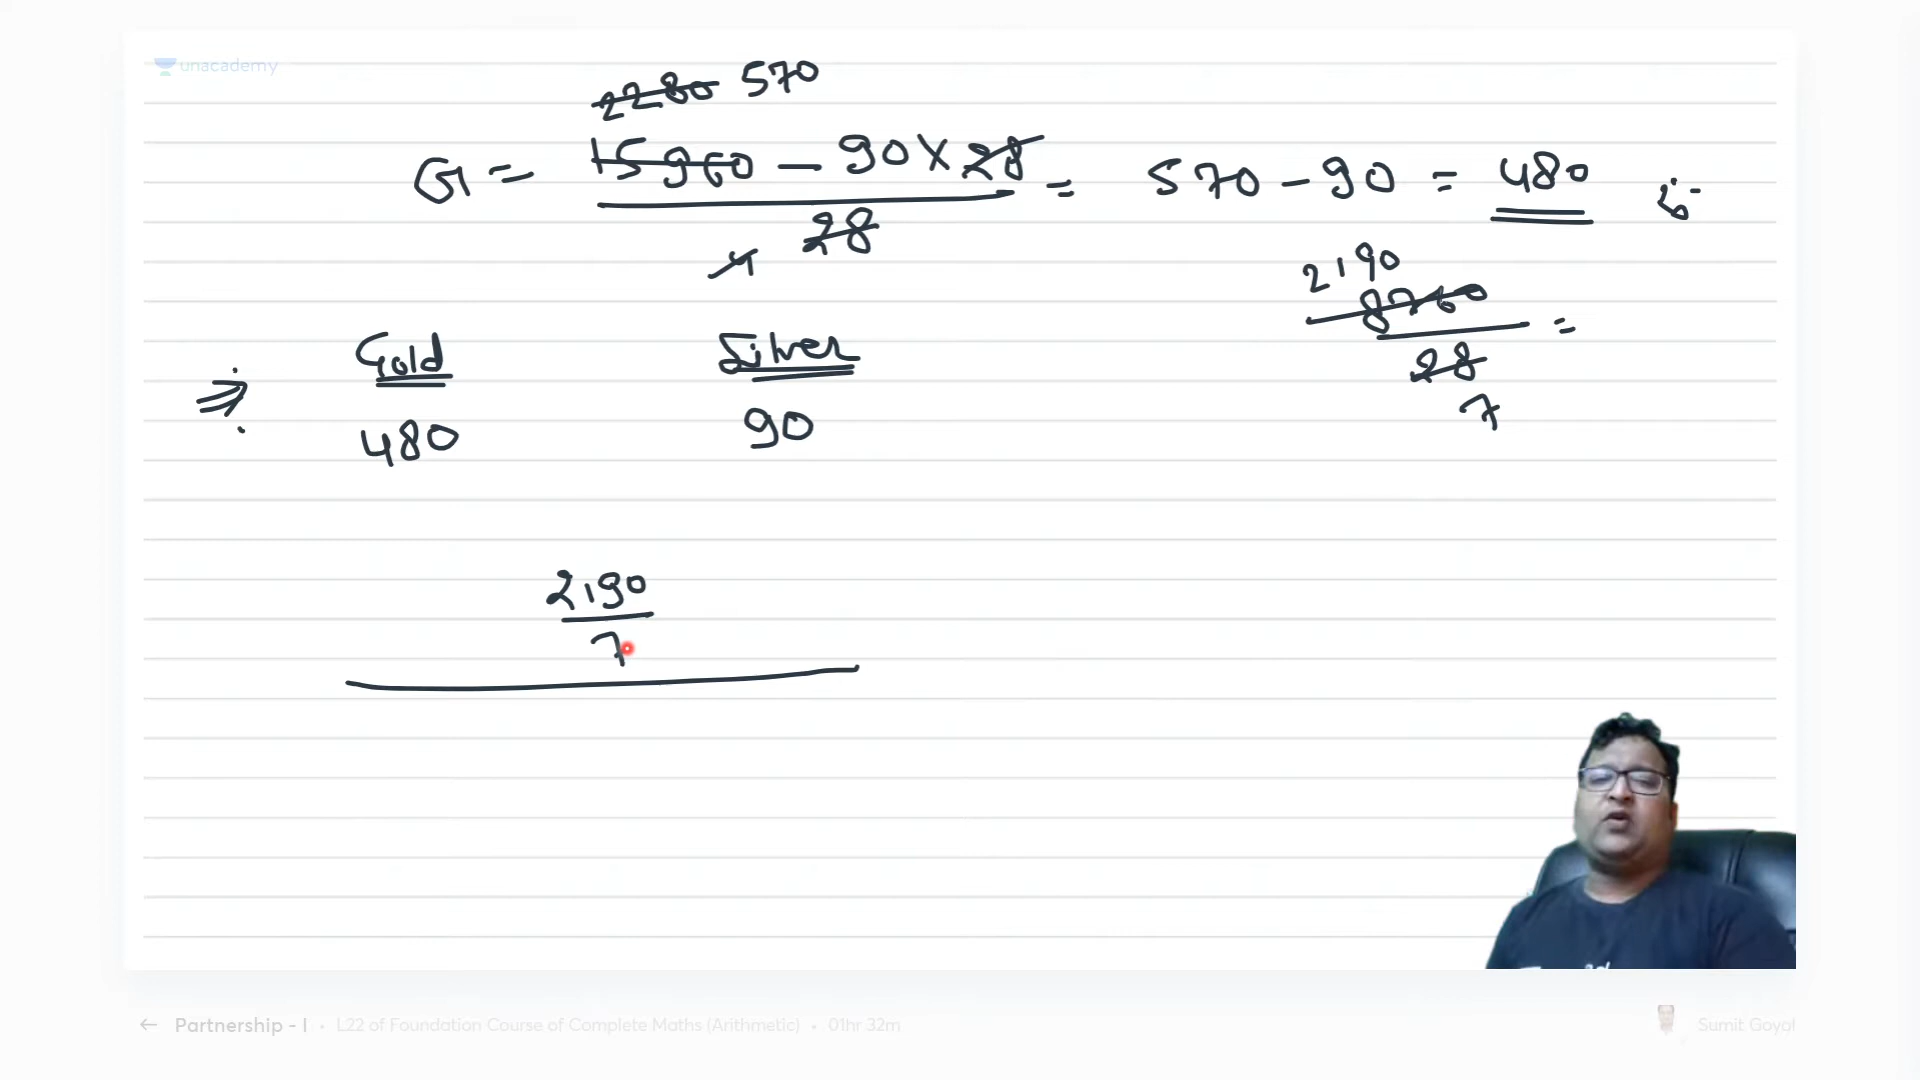 unacademy
2280 570
G = 15960 - 90 X 28 = 570 - 90 = 480
4 28
2190
8760 =
28
7
Gold Silver
480 90
2190
7
← Partnership - I • L22 of Foundation Course of Complete Maths (Arithmetic) • 01hr 32m
Sumit Goyal